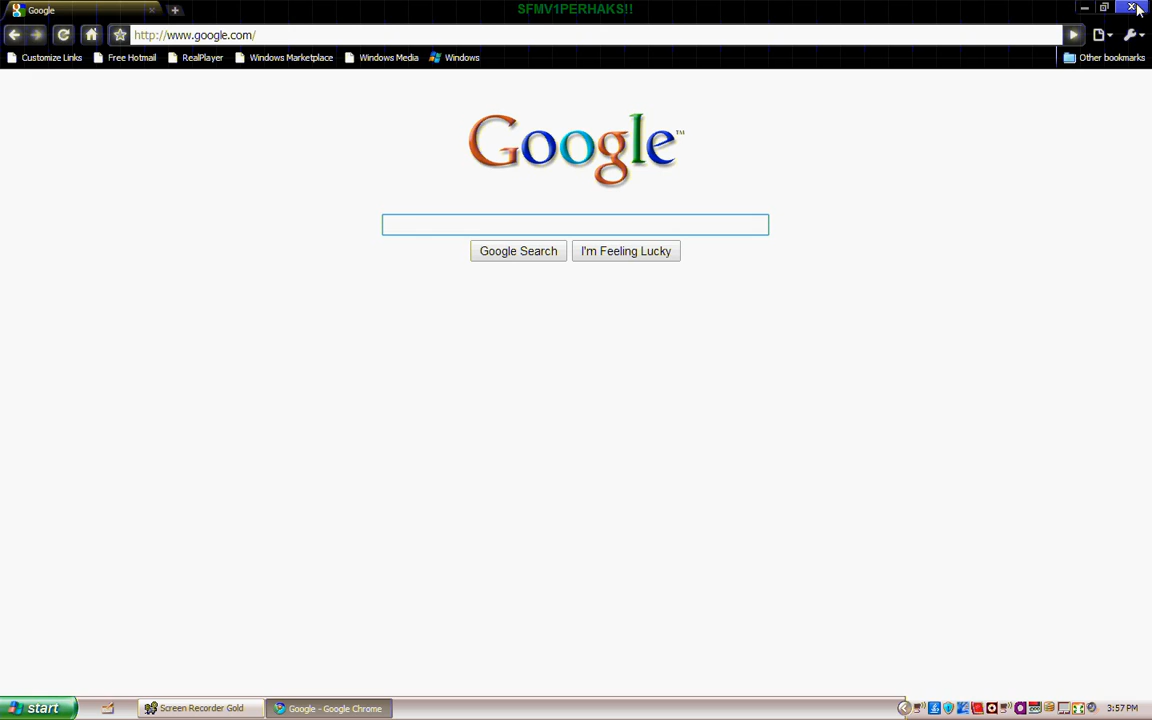 Google
SFMV1PERHAKS!!
http://www.google.com/
Customize Links Free Hotmail RealPlayer Windows Marketplace Windows Media Windows Other bookmarks
Google™
Google Search I'm Feeling Lucky
start Screen Recorder Gold Google - Google Chrome 3:57 PM